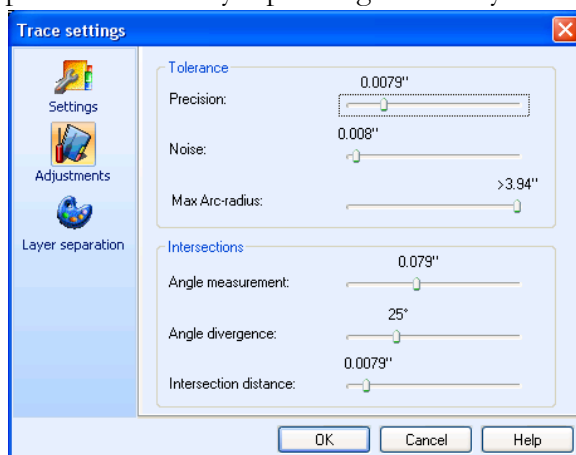 Trace settings
Settings
Adjustments
Layer separation
Tolerance
0.0079''
Precision:
0.008''
Noise:
>3.94''
Max Arc-radius:
Intersections
0.079''
Angle measurement:
25°
Angle divergence:
0.0079''
Intersection distance:
OK Cancel Help